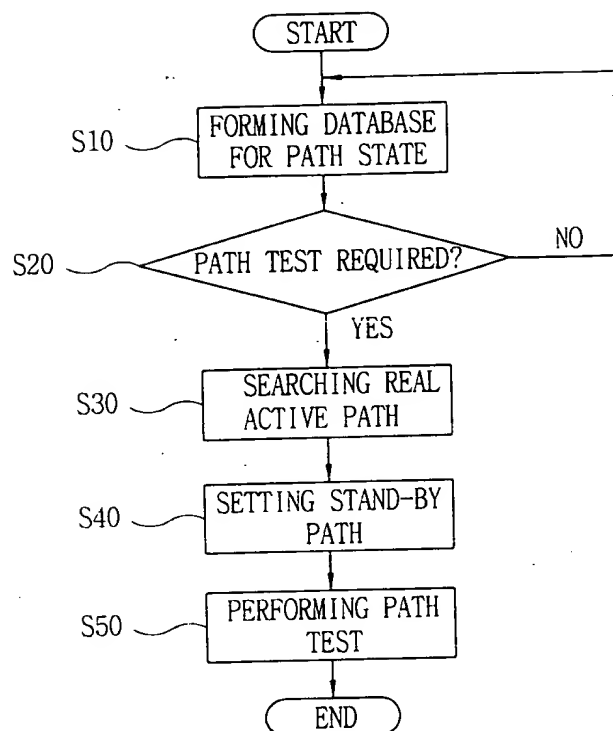 START
S10
FORMING DATABASE
FOR PATH STATE
S20
PATH TEST REQUIRED?
NO
YES
S30
SEARCHING REAL
ACTIVE PATH
S40
SETTING STAND-BY
PATH
S50
PERFORMING PATH
TEST
END